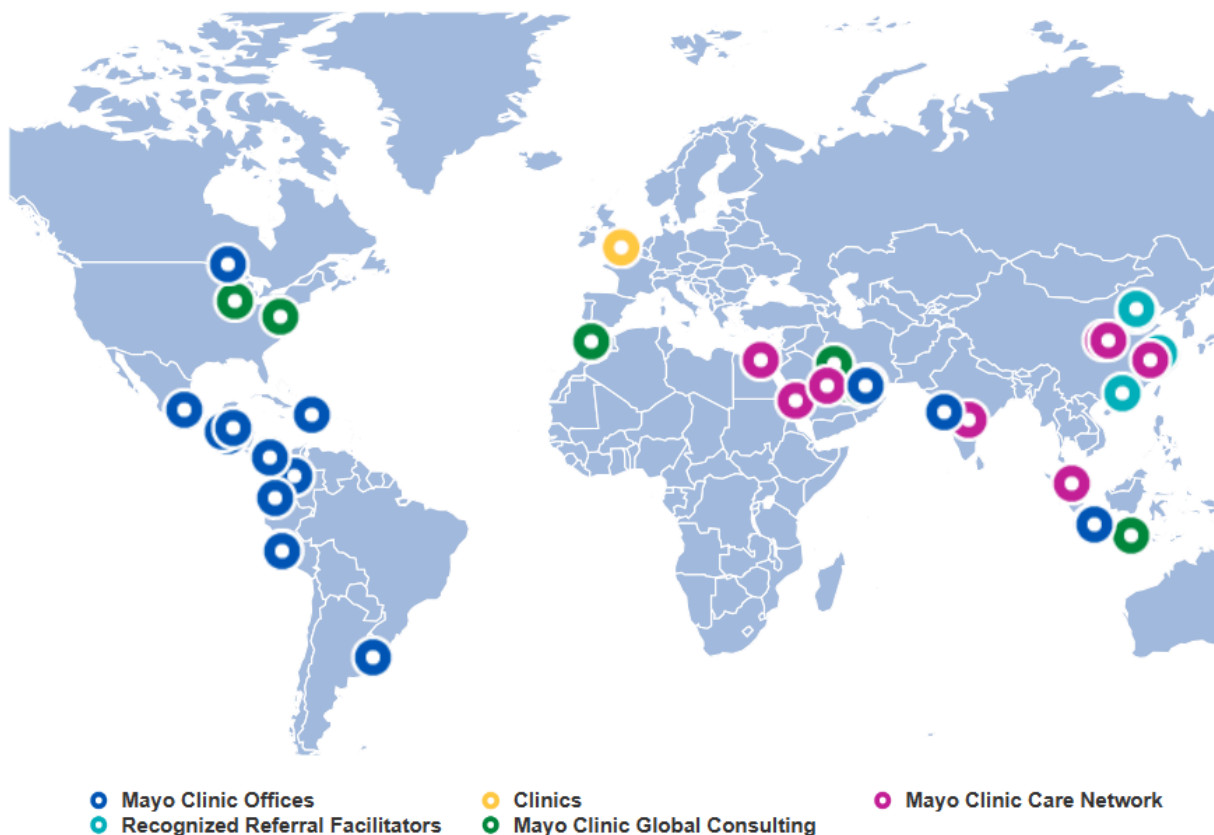 Mayo Clinic Offices
Clinics
Mayo Clinic Care Network
Recognized Referral Facilitators
Mayo Clinic Global Consulting